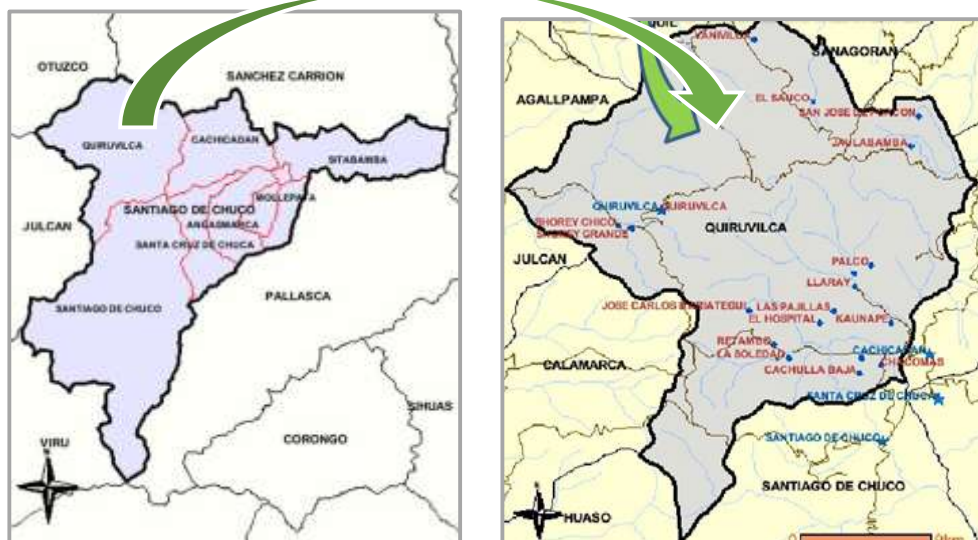 OTUZCO
SANCHEZ CARRION
QUIRUVILCA
CACHICADAN
SITABAMBA
MOLLEPATA
SANTIAGO DE CHUCO
ANGASMARCA
JULCAN
SANTA CRUZ DE CHUCA
PALLASCA
SANTIAGO DE CHUCO
SIHUAS
CORONGO
VIRU
SANAGORAN
AGALLPAMPA
EL SAUCO
QUIRUVILCA
QUIRUVILCA
SHOREY CHICO
SHOREY GRANDE
QUIRUVILCA
JULCAN
PALCO
LLARAY
JOSE CARLOS MARIATEGUI
LAS PAJILLAS
EL HOSPITAL
KAUNAPE
RETAMBO
LA SOLEDAD
CACHICADAN
CACHULLA BAJA
CALAMARCA
SANTA CRUZ DE CHUCA
SANTIAGO DE CHUCO
SANTIAGO DE CHUCO
HUASO